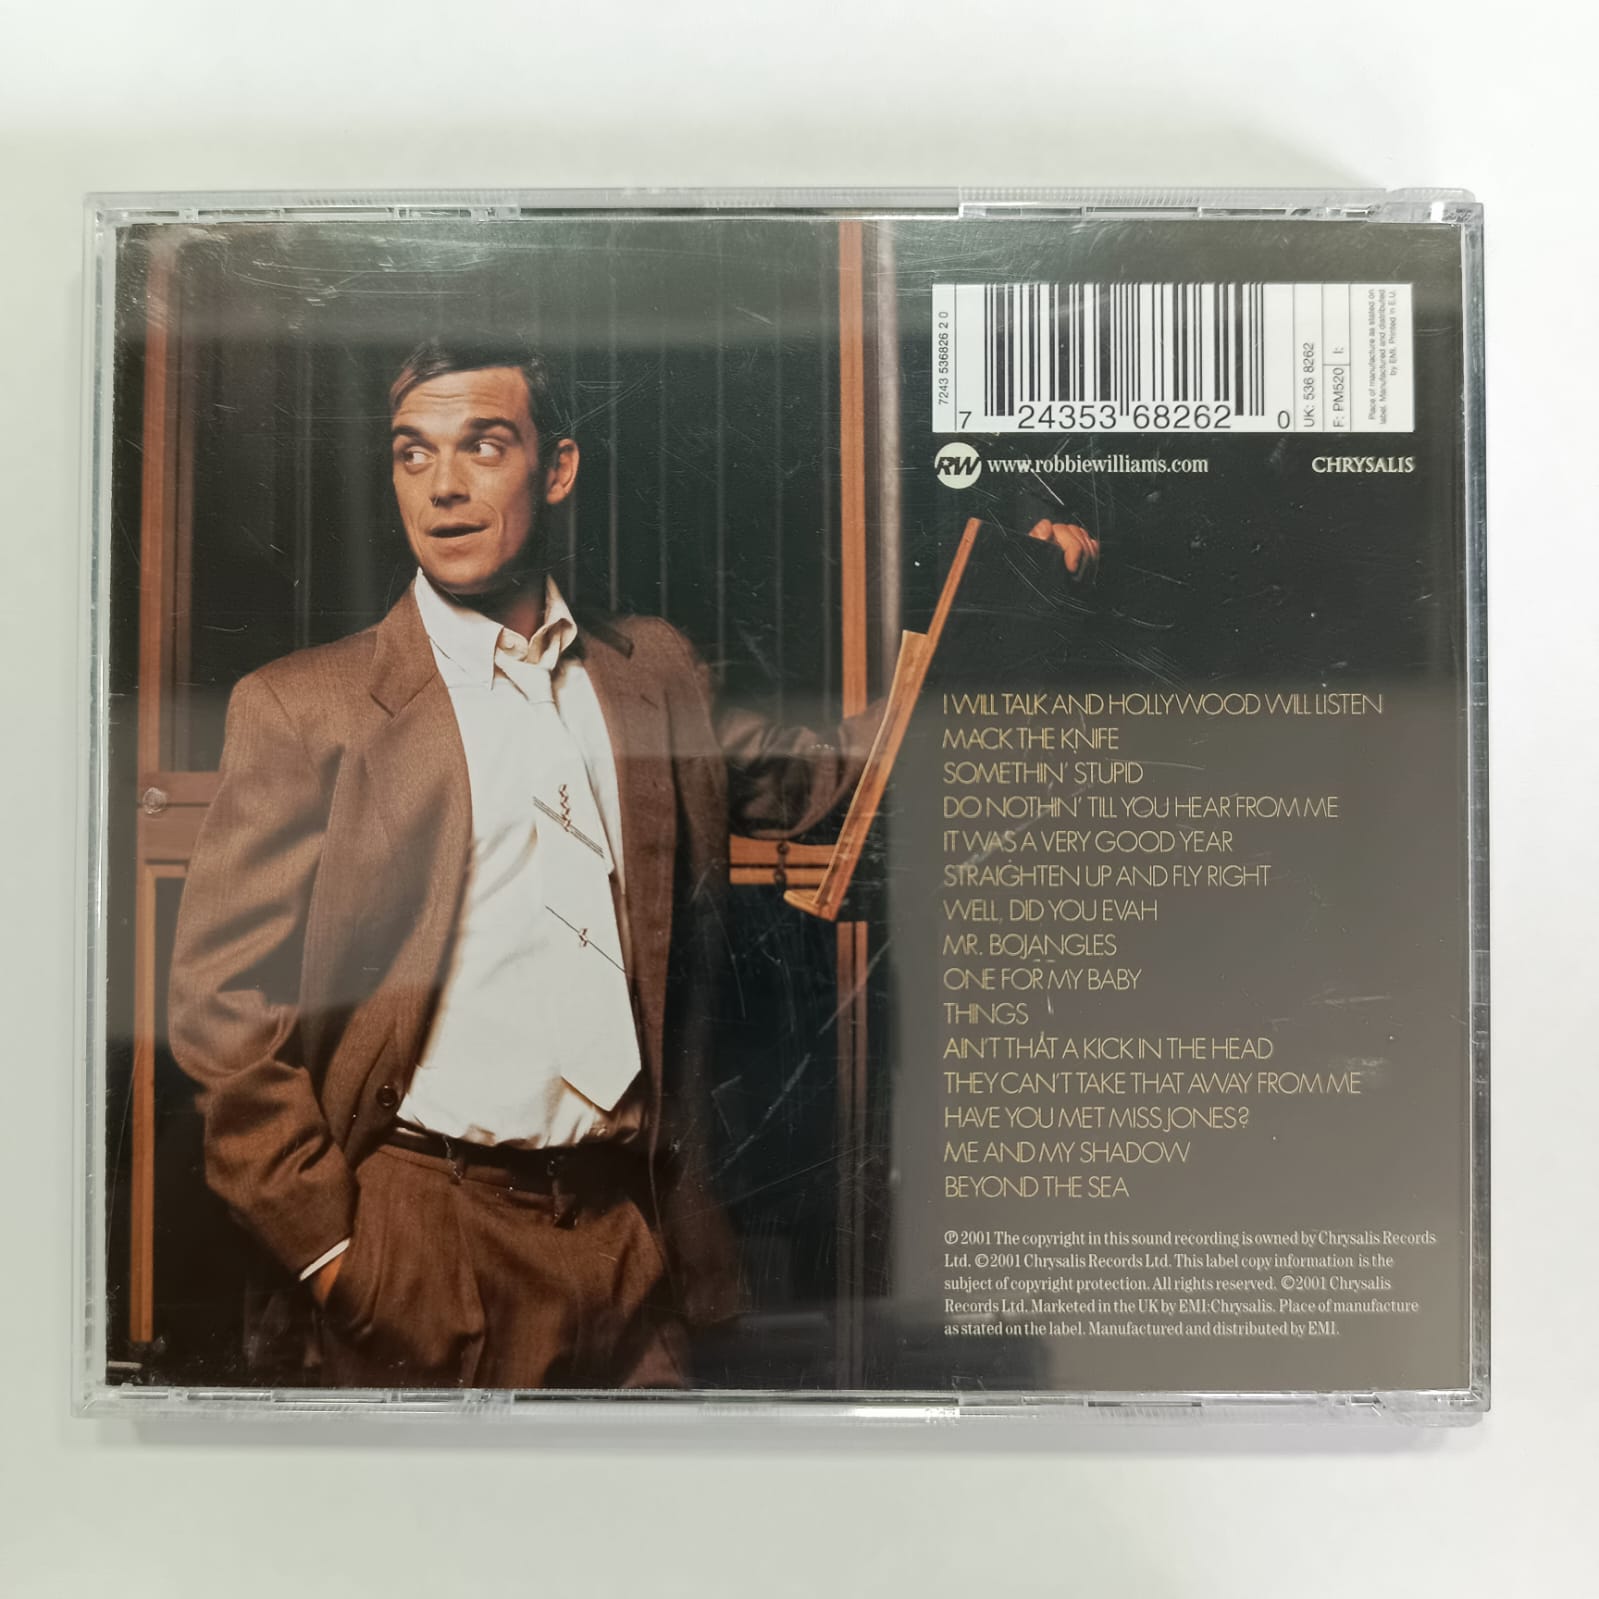 7243 536826 2 0
7 24353 68262 0
UK: 536 8262
F: PM520 I:
Place of manufacture as stated on
label. Manufactured and distributed
by EMI. Printed in E.U.
RW www.robbiewilliams.com
CHRYSALIS
I WILL TALK AND HOLLYWOOD WILL LISTEN
MACK THE KNIFE
SOMETHIN' STUPID
DO NOTHIN' TILL YOU HEAR FROM ME
IT WAS A VERY GOOD YEAR
STRAIGHTEN UP AND FLY RIGHT
WELL, DID YOU EVAH
MR. BOJANGLES
ONE FOR MY BABY
THINGS
AIN'T THAT A KICK IN THE HEAD
THEY CAN'T TAKE THAT AWAY FROM ME
HAVE YOU MET MISS JONES?
ME AND MY SHADOW
BEYOND THE SEA
℗ 2001 The copyright in this sound recording is owned by Chrysalis Records
Ltd. ©2001 Chrysalis Records Ltd. This label copy information is the
subject of copyright protection. All rights reserved. ©2001 Chrysalis
Records Ltd. Marketed in the UK by EMI:Chrysalis. Place of manufacture
as stated on the label. Manufactured and distributed by EMI.